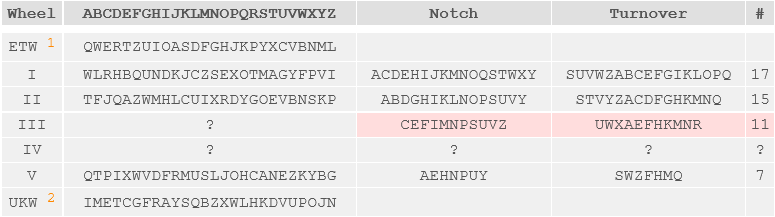 Wheel ABCDEFGHIJKLMNOPQRSTUVWXYZ Notch Turnover #
ETW 1 QWERTZUIOASDFGHJKPYXCVBNML
I WLRHBQUNDKJCZSEXOTMAGYFPVI ACDEHIJKMNOQSTWXY SUVWZABCEFGIKLOPQ 17
II TFJQAZWMHLCUIXRDYGOEVBNSKP ABDGHIKLNOPSUVY STVYZACDFGHKMNQ 15
III ? CEFIMNPSUVZ UWXAEFHKMNR 11
IV ? ? ? ?
V QTPIXWVDFRMUSLJOHCANEZKYBG AEHNPUY SWZFHMQ 7
UKW 2 IMETCGFRAYSQBZXWLHKDVUPOJN